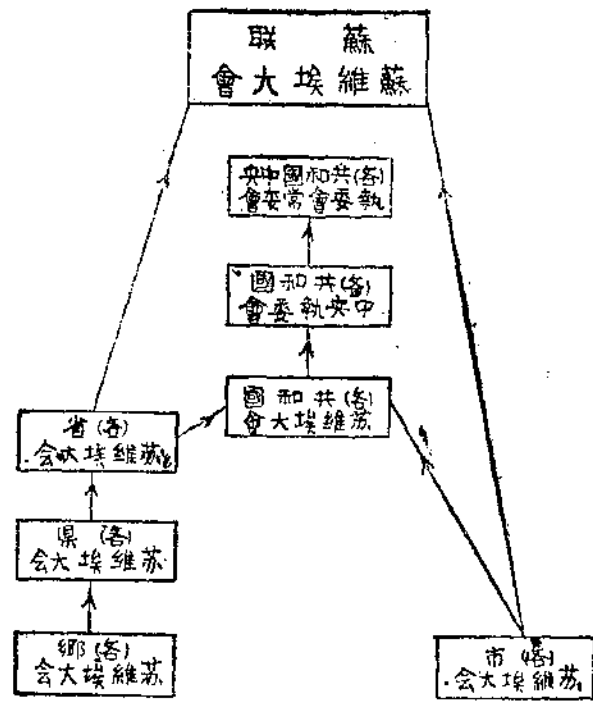 蘇联
蘇維埃大會
(各)共和國中央
執委會常委會
(各)共和國
中央執委會
(各)共和國
苏維埃大會
(各)省
苏維埃大会
(各)県
苏維埃大会
(各)鄉
苏維埃大会
(各)市
苏維埃大会